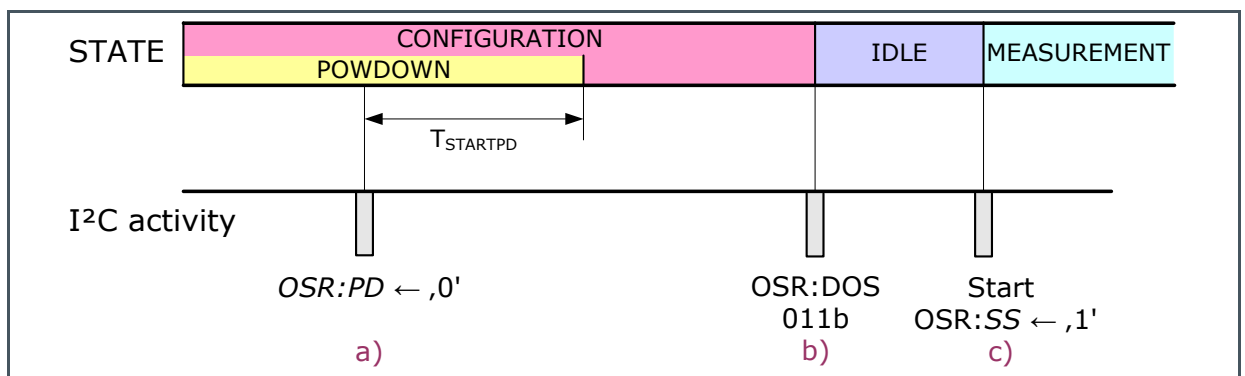 STATE
CONFIGURATION
POWDOWN
IDLE
MEASUREMENT
TSTARTPD
I²C activity
OSR:PD ← ‚0'
OSR:DOS
011b
Start
OSR:SS ← ‚1'
a)
b)
c)